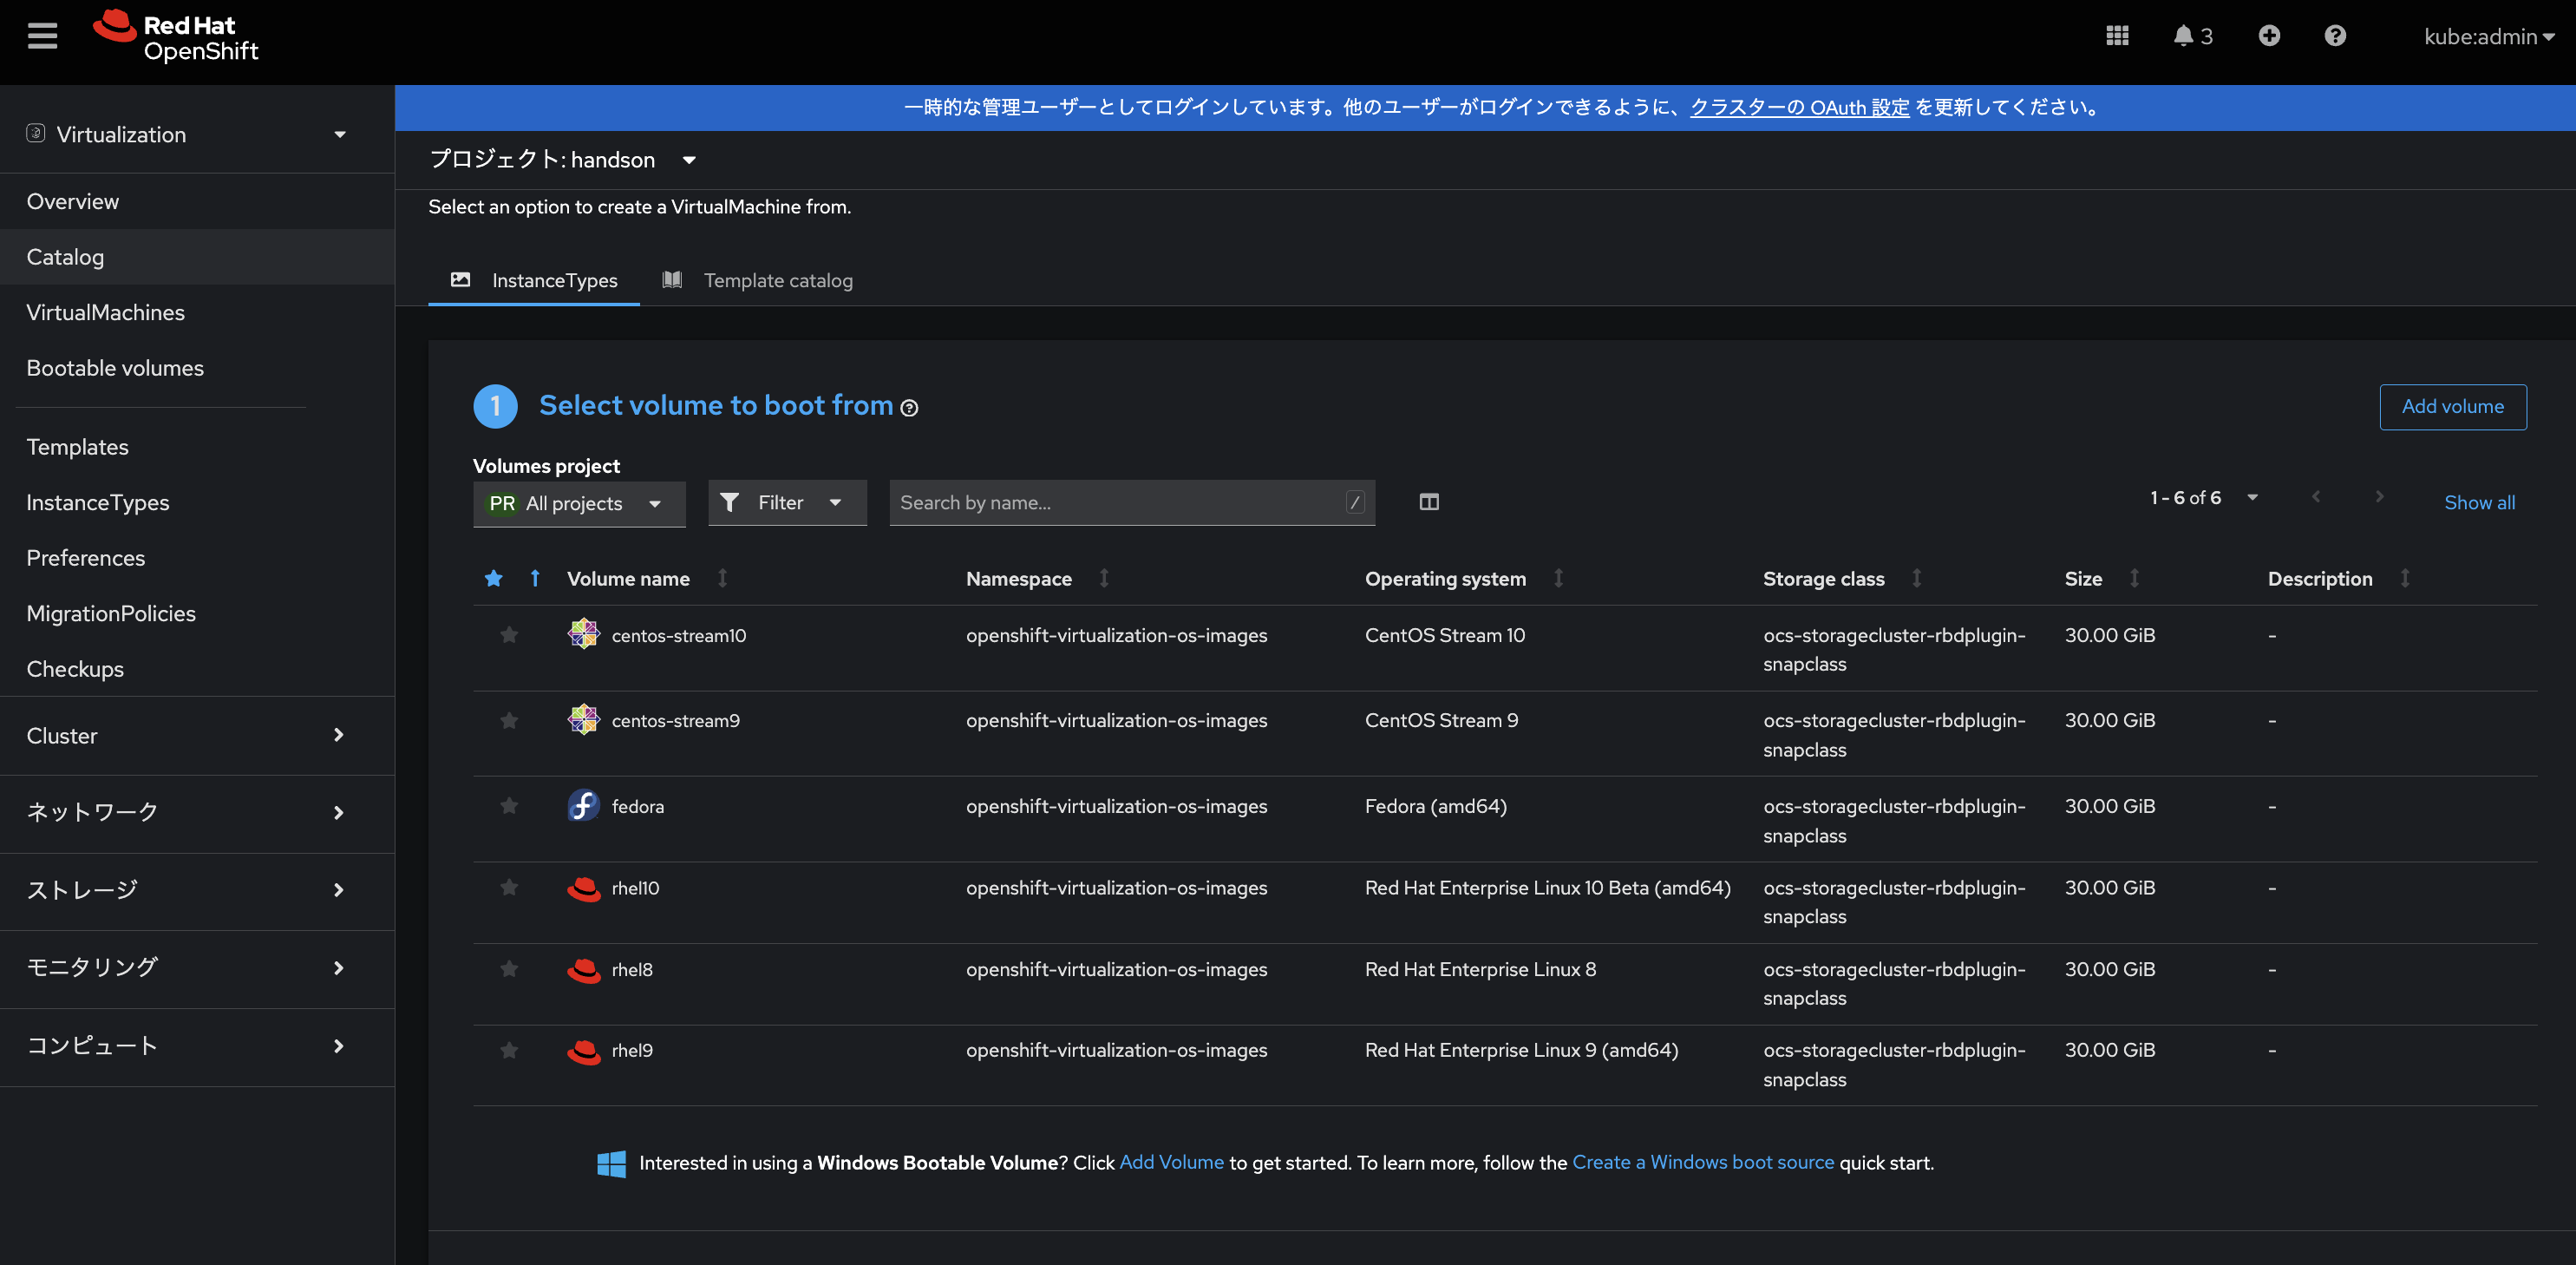 Red Hat
OpenShift
3
kube:admin
Virtualization
Overview
Catalog
VirtualMachines
Bootable volumes
Templates
InstanceTypes
Preferences
MigrationPolicies
Checkups
Cluster
ネットワーク
ストレージ
モニタリング
コンピュート
一時的な管理ユーザーとしてログインしています。他のユーザーがログインできるように、クラスターの OAuth 設定 を更新してください。
プロジェクト: handson
Select an option to create a VirtualMachine from.
InstanceTypes Template catalog
1 Select volume to boot from
Add volume
Volumes project
PR All projects Filter Search by name... / 1 - 6 of 6 Show all
Volume name Namespace Operating system Storage class Size Description
centos-stream10 openshift-virtualization-os-images CentOS Stream 10 ocs-storagecluster-rbdplugin- 30.00 GiB -
snapclass
centos-stream9 openshift-virtualization-os-images CentOS Stream 9 ocs-storagecluster-rbdplugin- 30.00 GiB -
snapclass
fedora openshift-virtualization-os-images Fedora (amd64) ocs-storagecluster-rbdplugin- 30.00 GiB -
snapclass
rhel10 openshift-virtualization-os-images Red Hat Enterprise Linux 10 Beta (amd64) ocs-storagecluster-rbdplugin- 30.00 GiB -
snapclass
rhel8 openshift-virtualization-os-images Red Hat Enterprise Linux 8 ocs-storagecluster-rbdplugin- 30.00 GiB -
snapclass
rhel9 openshift-virtualization-os-images Red Hat Enterprise Linux 9 (amd64) ocs-storagecluster-rbdplugin- 30.00 GiB -
snapclass
Interested in using a Windows Bootable Volume? Click Add Volume to get started. To learn more, follow the Create a Windows boot source quick start.